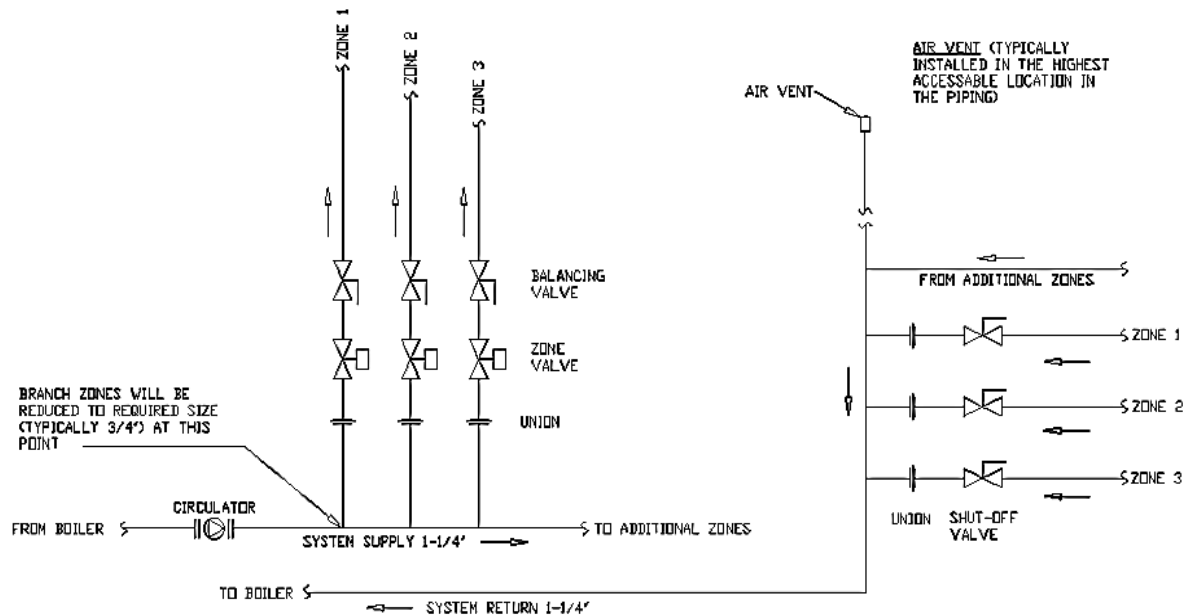 ZONE 1
ZONE 2
ZONE 3
AIR VENT (TYPICALLY
INSTALLED IN THE HIGHEST
ACCESSABLE LOCATION IN
THE PIPING)
AIR VENT
BALANCING
VALVE
ZONE
VALVE
UNION
FROM ADDITIONAL ZONES
ZONE 1
ZONE 2
ZONE 3
UNION
SHUT-OFF
VALVE
BRANCH ZONES WILL BE
REDUCED TO REQUIRED SIZE
(TYPICALLY 3/4") AT THIS
POINT
CIRCULATOR
FROM BOILER
TO ADDITIONAL ZONES
SYSTEM SUPPLY 1-1/4"
TO BOILER
SYSTEM RETURN 1-1/4"